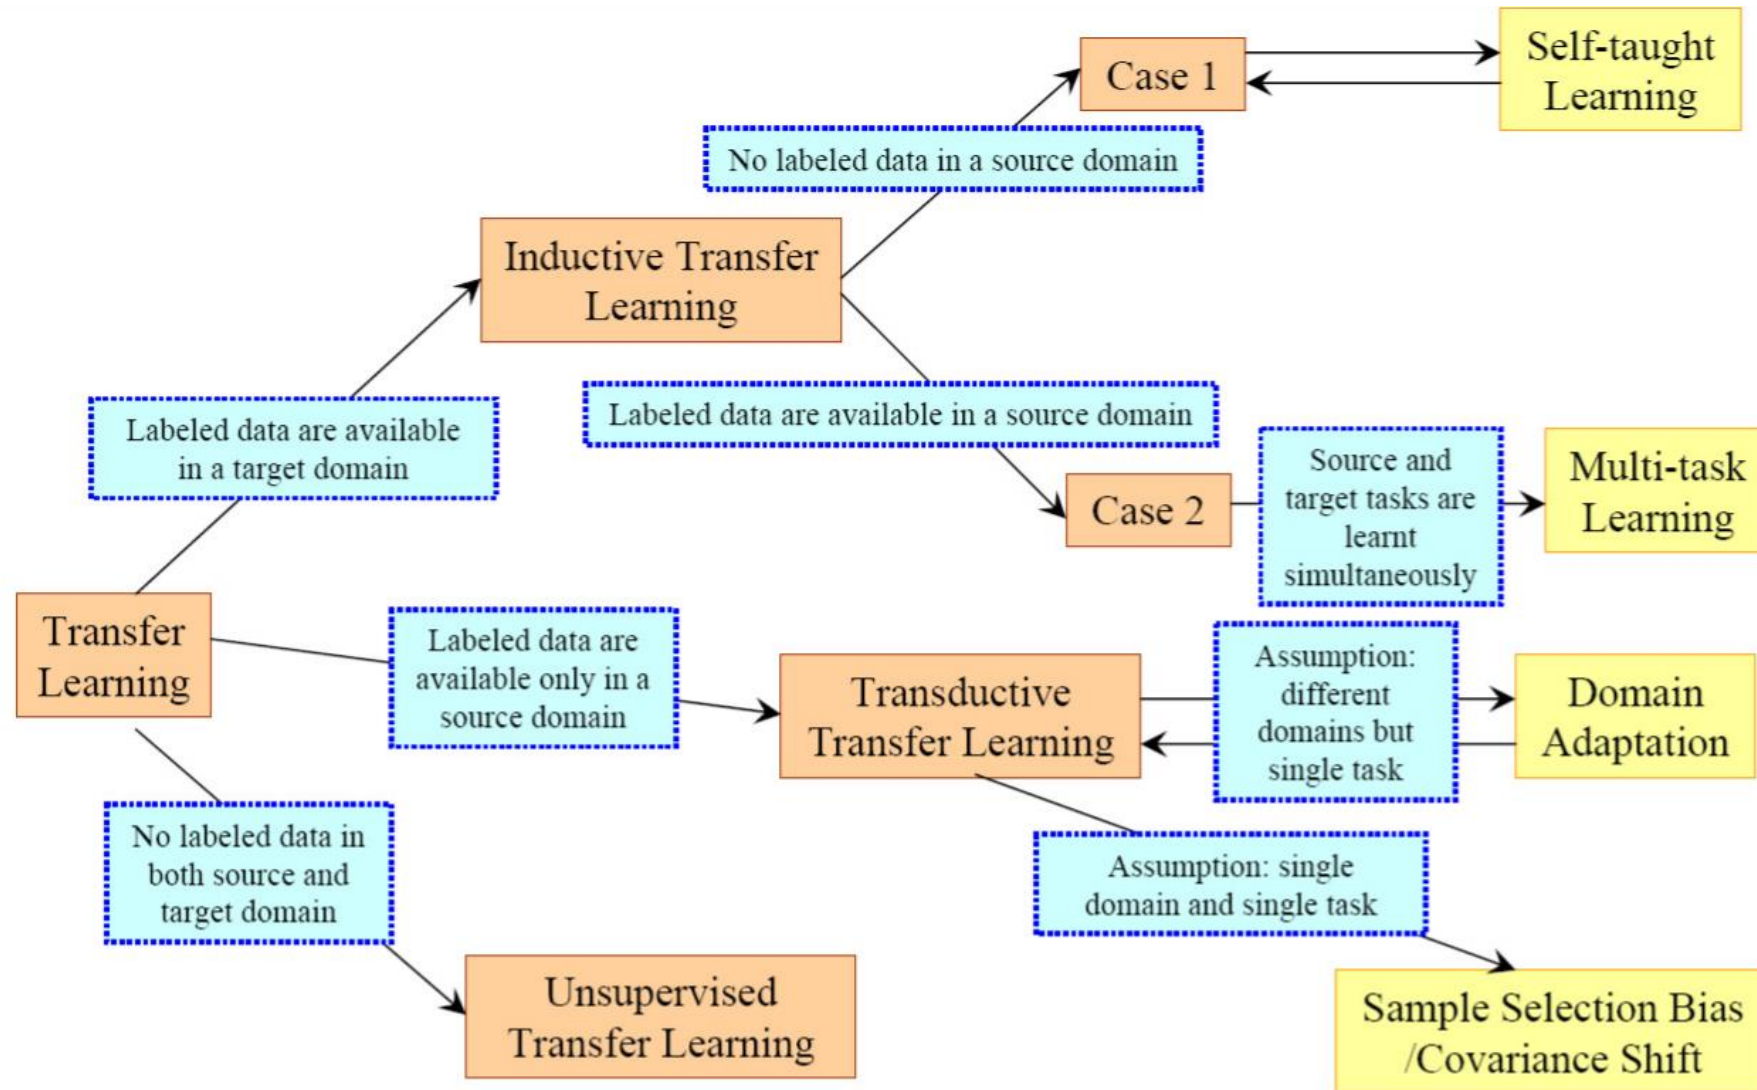 Self-taught
Learning
Case 1
No labeled data in a source domain
Inductive Transfer
Learning
Labeled data are available
in a target domain
Labeled data are available in a source domain
Case 2
Source and
target tasks are
learnt
simultaneously
Multi-task
Learning
Transfer
Learning
Labeled data are
available only in a
source domain
Transductive
Transfer Learning
Assumption:
different
domains but
single task
Domain
Adaptation
No labeled data in
both source and
target domain
Assumption: single
domain and single task
Unsupervised
Transfer Learning
Sample Selection Bias
/Covariance Shift